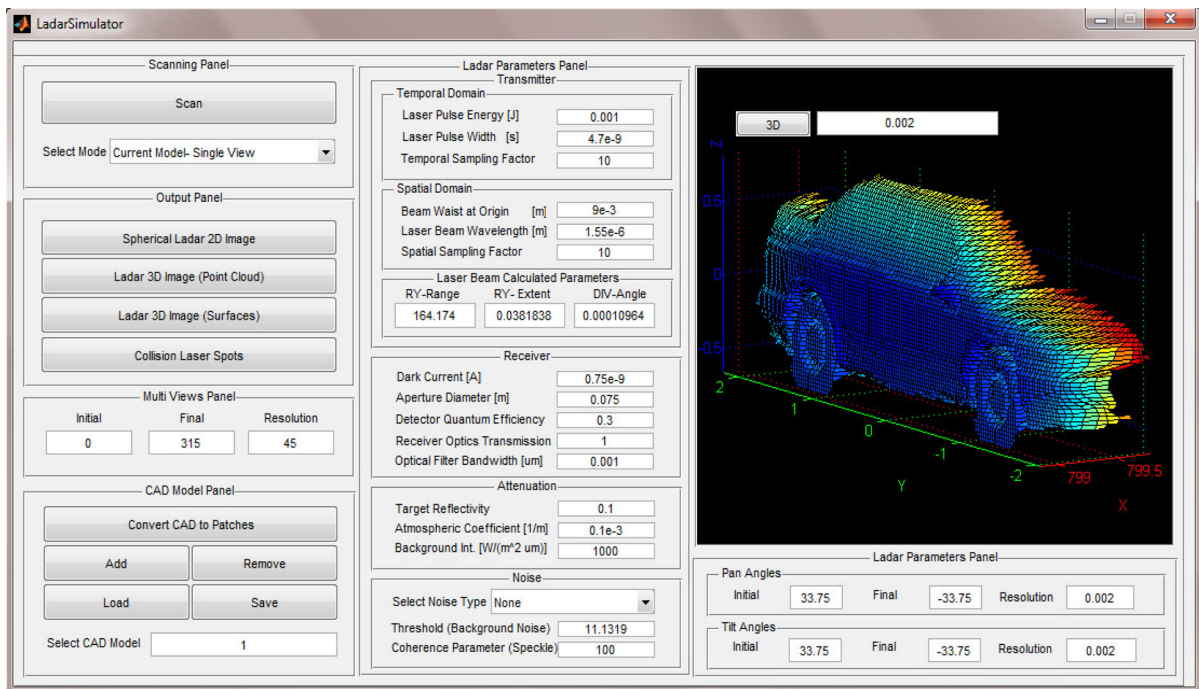 LadarSimulator
Scanning Panel
Scan
Select Mode Current Model- Single View
Output Panel
Spherical Ladar 2D Image
Ladar 3D Image (Point Cloud)
Ladar 3D Image (Surfaces)
Collision Laser Spots
Multi Views Panel
Initial Final Resolution
0 315 45
CAD Model Panel
Convert CAD to Patches
Add Remove
Load Save
Select CAD Model 1
Ladar Parameters Panel
Transmitter
Temporal Domain
Laser Pulse Energy [J] 0.001
Laser Pulse Width [s] 4.7e-9
Temporal Sampling Factor 10
Spatial Domain
Beam Waist at Origin [m] 9e-3
Laser Beam Wavelength [m] 1.55e-6
Spatial Sampling Factor 10
Laser Beam Calculated Parameters
RY-Range RY- Extent DIV-Angle
164.174 0.0381838 0.00010964
Receiver
Dark Current [A] 0.75e-9
Aperture Diameter [m] 0.075
Detector Quantum Efficiency 0.3
Receiver Optics Transmission 1
Optical Filter Bandwidth [um] 0.001
Attenuation
Target Reflectivity 0.1
Atmospheric Coefficient [1/m] 0.1e-3
Background Int. [W/(m^2 um)] 1000
Noise
Select Noise Type None
Threshold (Background Noise) 11.1319
Coherence Parameter (Speckle) 100
3D 0.002
Z
0.5
0
-0.5
2
1
0
-1
-2
Y
799 799.5
X
Ladar Parameters Panel
Pan Angles
Initial 33.75 Final -33.75 Resolution 0.002
Tilt Angles
Initial 33.75 Final -33.75 Resolution 0.002